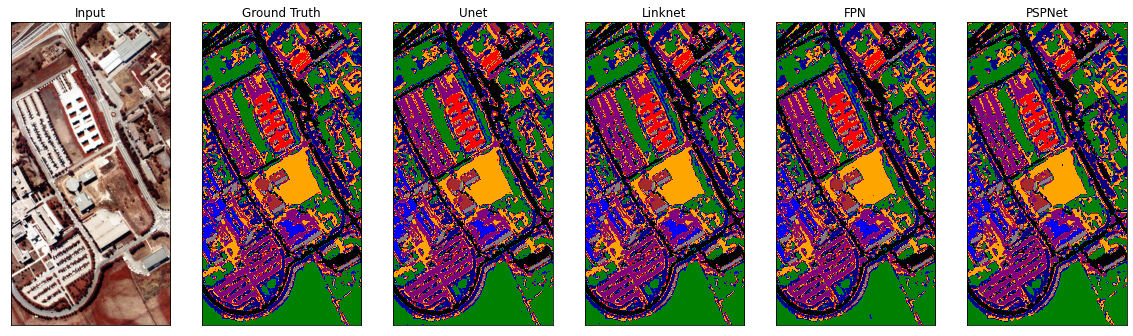 Input
Ground Truth
Unet
Linknet
FPN
PSPNet